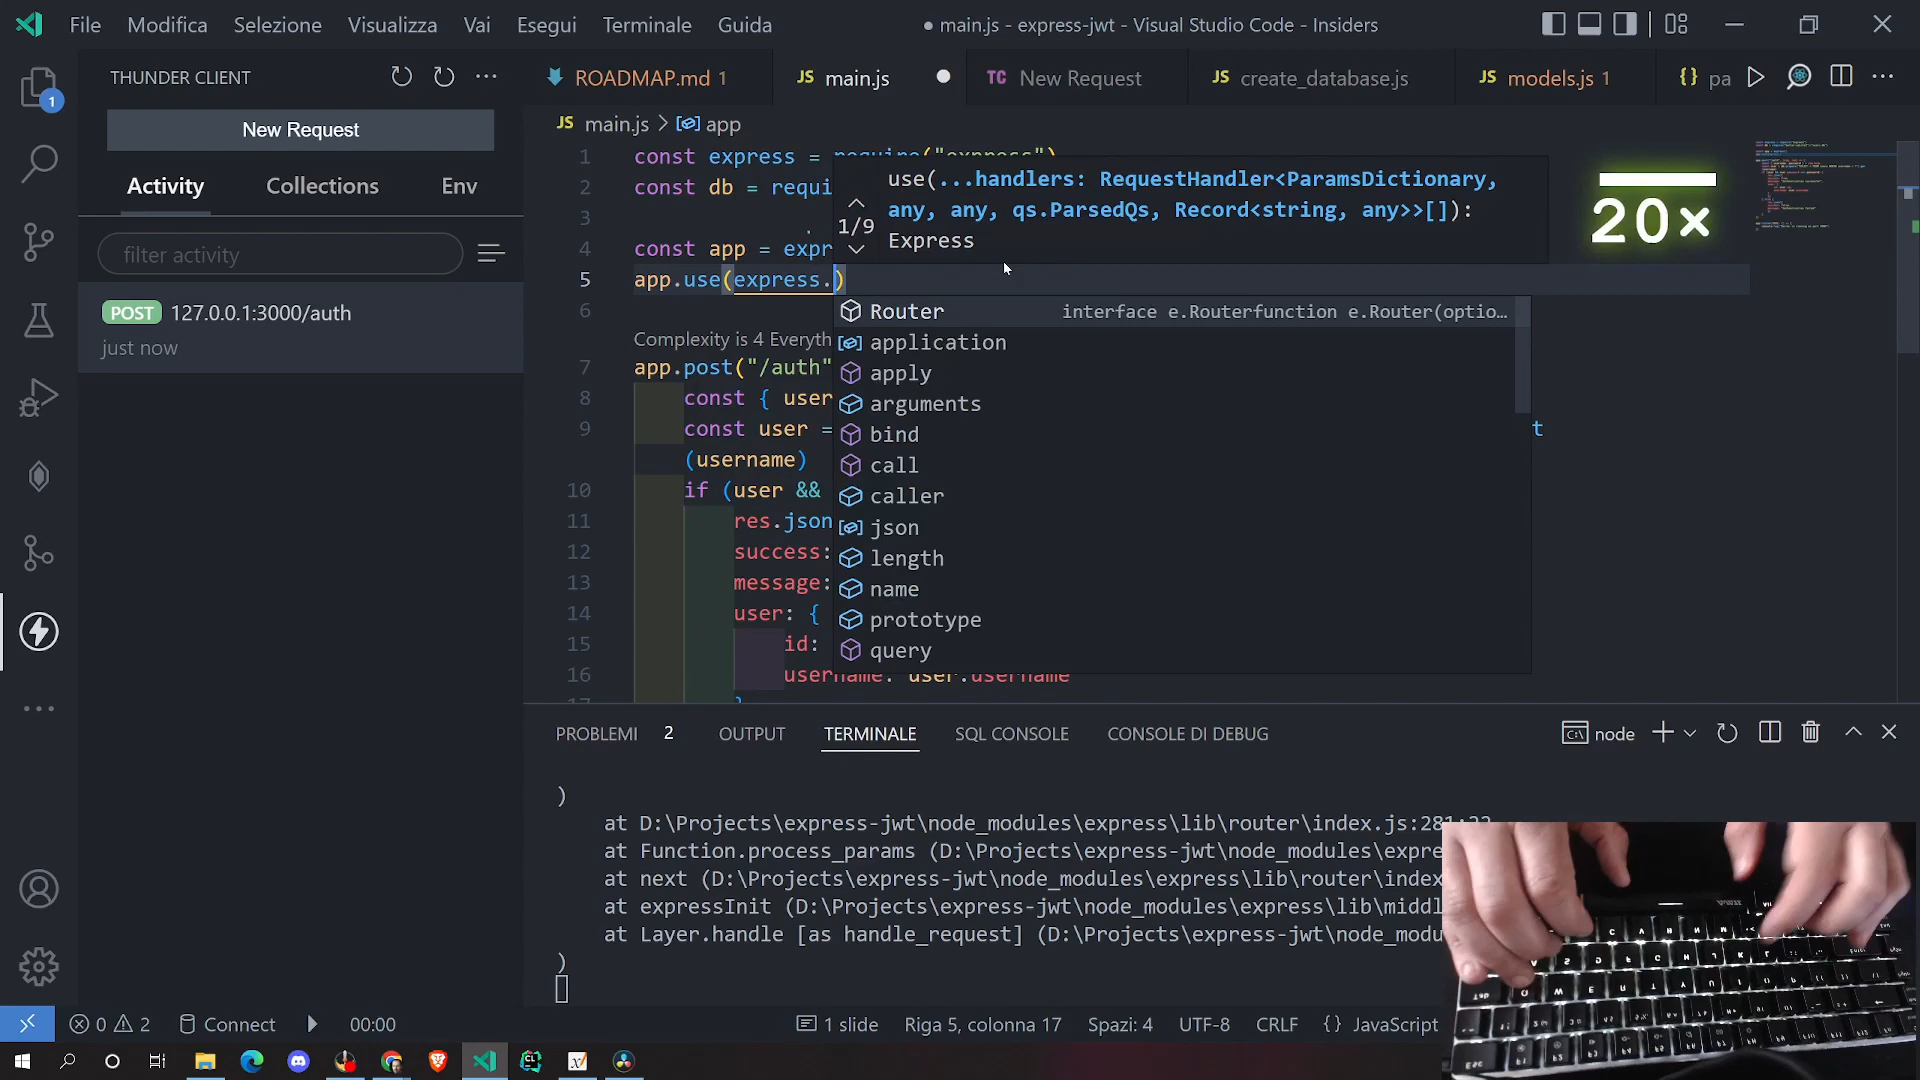 File Modifica Selezione Visualizza Vai Esegui Terminale Guida
● main.js - express-jwt - Visual Studio Code - Insiders
THUNDER CLIENT
New Request
Activity Collections Env
filter activity
POST 127.0.0.1:3000/auth
just now
1
ROADMAP.md 1
JS main.js
TC New Request
JS create_database.js
JS models.js 1
{} pa
JS main.js > app
20×
1 const express = require("express")
2 const db = requi
3
4 const app = expr
5 app.use(express.)
6
Complexity is 4 Everyth
7 app.post("/auth"
8 const { user
9 const user = t
(username)
10 if (user &&
11 res.json
12 success:
13 message:
14 user: {
15 id:
16 username: user.username
17 }
1/9
use(...handlers: RequestHandler<ParamsDictionary,
any, any, qs.ParsedQs, Record<string, any>>[]):
Express
Router interface e.Routerfunction e.Router(optio…
application
apply
arguments
bind
call
caller
json
length
name
prototype
query
PROBLEMI 2 OUTPUT TERMINALE SQL CONSOLE CONSOLE DI DEBUG
node
)
at D:\Projects\express-jwt\node_modules\express\lib\router\index.js:281:22
at Function.process_params (D:\Projects\express-jwt\node_modules\expre
at next (D:\Projects\express-jwt\node_modules\express\lib\router\index
at expressInit (D:\Projects\express-jwt\node_modules\express\lib\middl
at Layer.handle [as handle_request] (D:\Projects\express-jwt\node_modu
)
0 2 Connect 00:00
1 slide Riga 5, colonna 17 Spazi: 4 UTF-8 CRLF {} JavaScript